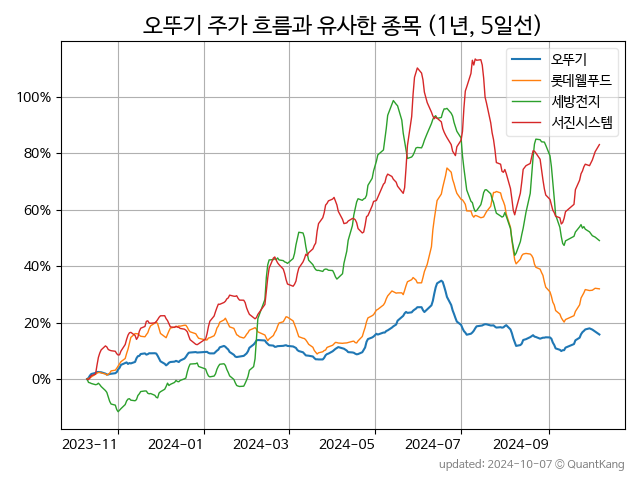 오뚜기 주가 흐름과 유사한 종목 (1년, 5일선)
오뚜기
롯데웰푸드
세방전지
서진시스템
100%
80%
60%
40%
20%
0%
2023-11 2024-01 2024-03 2024-05 2024-07 2024-09
updated: 2024-10-07 © QuantKang